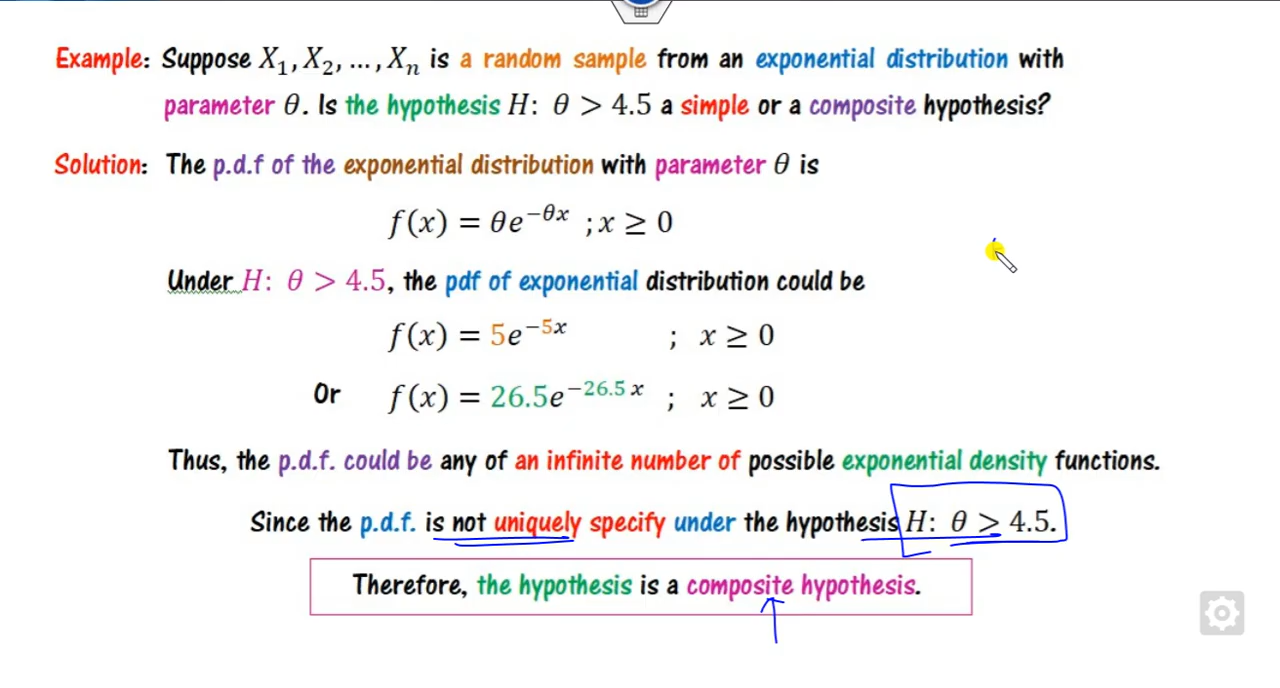 Example: Suppose X₁, X₂, …, Xₙ is a random sample from an exponential distribution with
parameter θ. Is the hypothesis H: θ > 4.5 a simple or a composite hypothesis?
Solution: The p.d.f of the exponential distribution with parameter θ is
f(x) = θe^{−θx} ; x ≥ 0
Under H: θ > 4.5, the pdf of exponential distribution could be
f(x) = 5e^{−5x} ; x ≥ 0
Or f(x) = 26.5e^{−26.5 x} ; x ≥ 0
Thus, the p.d.f. could be any of an infinite number of possible exponential density functions.
Since the p.d.f. is not uniquely specify under the hypothesis H: θ > 4.5.
Therefore, the hypothesis is a composite hypothesis.